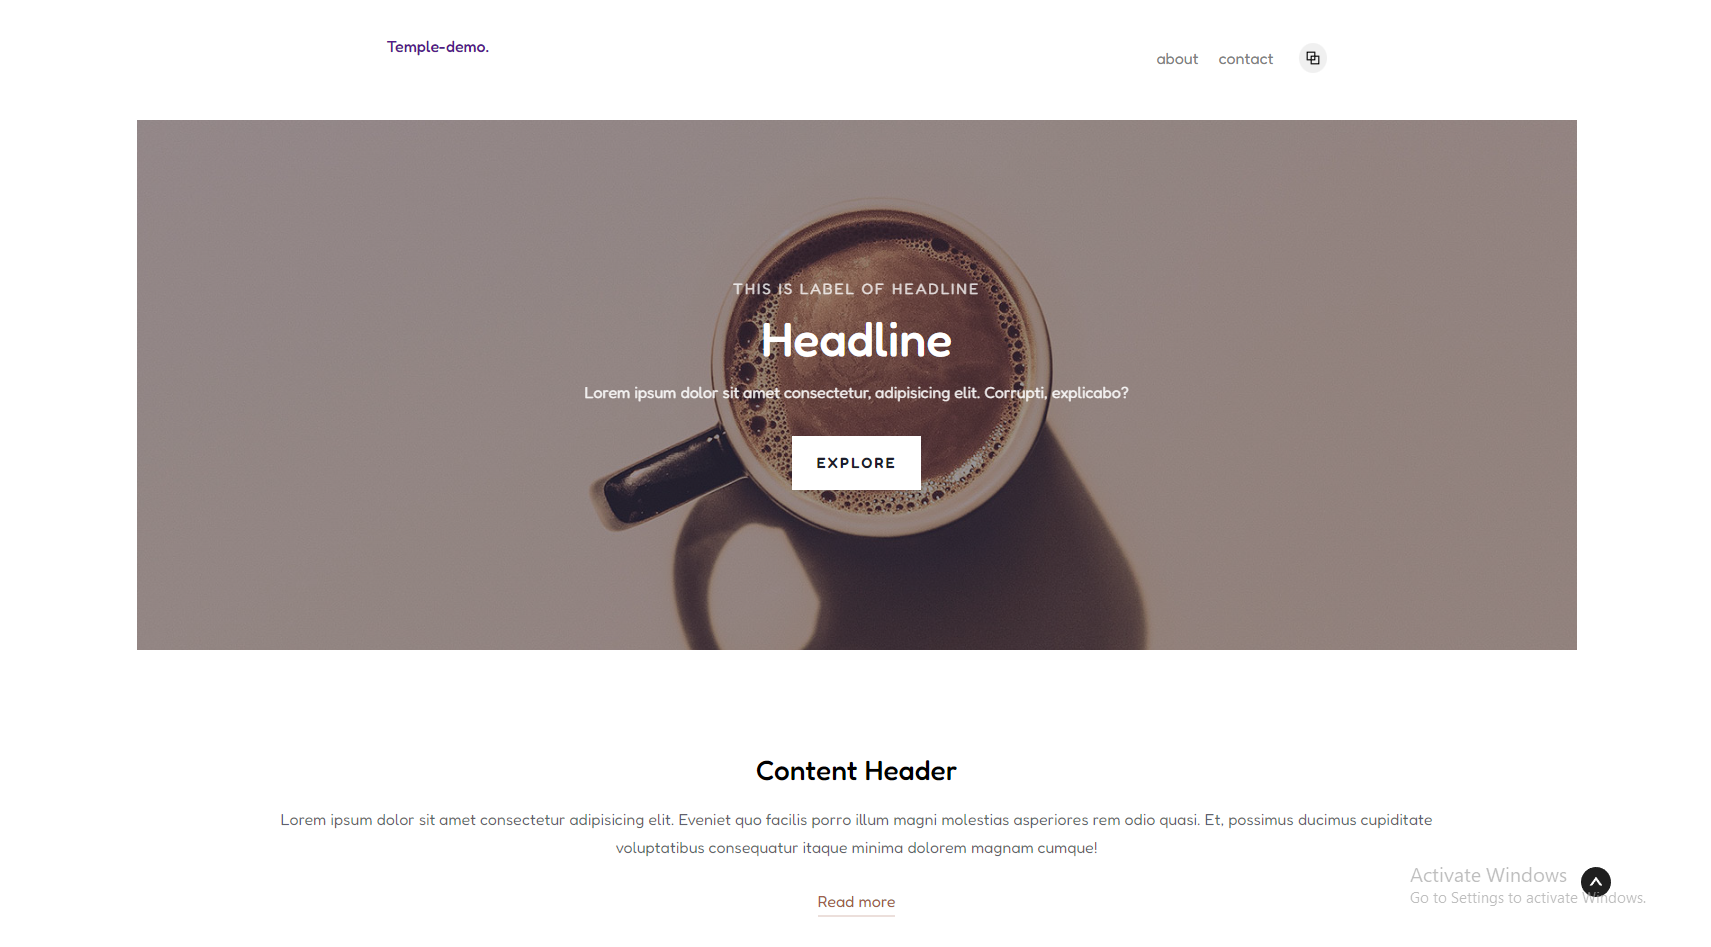 Temple-demo.
about contact
THIS IS LABEL OF HEADLINE
Headline
Lorem ipsum dolor sit amet consectetur, adipisicing elit. Corrupti, explicabo?
EXPLORE
Content Header
Lorem ipsum dolor sit amet consectetur adipisicing elit. Eveniet quo facilis porro illum magni molestias asperiores rem odio quasi. Et, possimus ducimus cupiditate
voluptatibus consequatur itaque minima dolorem magnam cumque!
Read more
Activate Windows
Go to Settings to activate Windows.